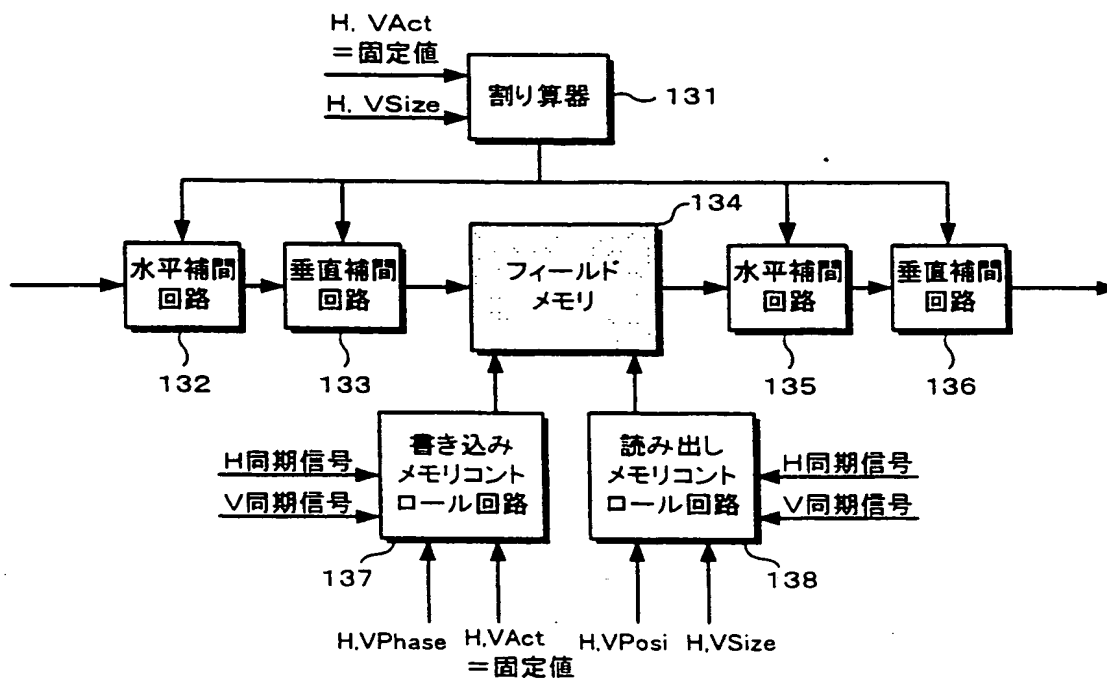 H, VAct
=固定値
H, VSize
割り算器
131
134
水平補間
回路
132
垂直補間
回路
133
フィールド
メモリ
水平補間
回路
135
垂直補間
回路
136
H同期信号
V同期信号
書き込み
メモリコント
ロール回路
137
読み出し
メモリコント
ロール回路
138
H同期信号
V同期信号
H,VPhase
H,VAct
=固定値
H,VPosi
H,VSize